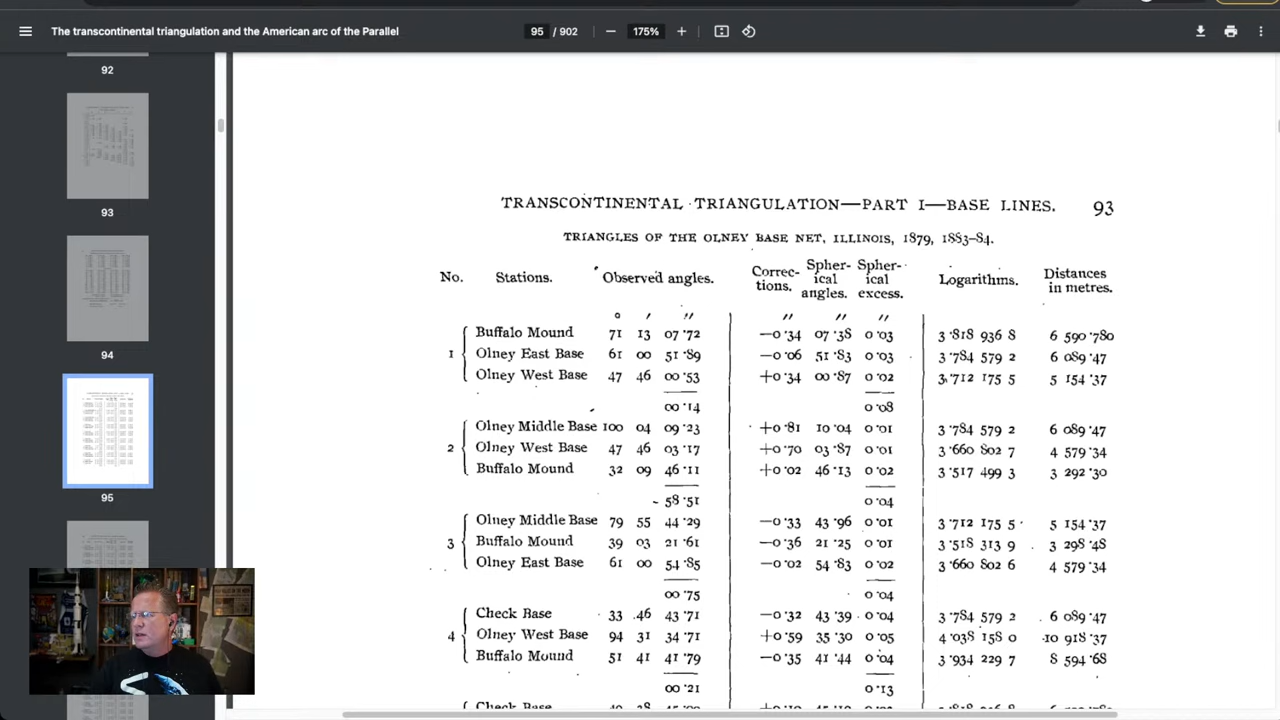 The transcontinental triangulation and the American arc of the Parallel 95 / 902 175%
92
93
94
95
TRANSCONTINENTAL TRIANGULATION—PART I—BASE LINES. 93
TRIANGLES OF THE OLNEY BASE NET, ILLINOIS, 1879, 1883–84.
No. Stations. Observed angles. Correc- tions. Spher- ical angles. Spher- ical excess. Logarithms. Distances in metres.
° ′ ″ ″ ″ ″
Buffalo Mound 71 13 07·72 —0·34 07·38 0·03 3·818 936 8 6 590·780
1 Olney East Base 61 00 51·89 —0·06 51·83 0·03 3·784 579 2 6 089·47
Olney West Base 47 46 00·53 +0·34 00·87 0·02 3·712 175 5 5 154·37
00·14 0·08
Olney Middle Base 100 04 09·23 +0·81 10·04 0·01 3·784 579 2 6 089·47
2 Olney West Base 47 46 03·17 +0·70 03·87 0·01 3·660 802 7 4 579·34
Buffalo Mound 32 09 46·11 +0·02 46·13 0·02 3·517 499 3 3 292·30
58·51 0·04
Olney Middle Base 79 55 44·29 —0·33 43·96 0·01 3·712 175 5 5 154·37
3 Buffalo Mound 39 03 21·61 —0·36 21·25 0·01 3·518 313 9 3 298·48
Olney East Base 61 00 54·85 —0·02 54·83 0·02 3·660 802 6 4 579·34
00·75 0·04
Check Base 33 46 43·71 —0·32 43·39 0·04 3·784 579 2 6 089·47
4 Olney West Base 94 31 34·71 +0·59 35·30 0·05 4·038 158 0 10 918·37
Buffalo Mound 51 41 41·79 —0·35 41·44 0·04 3·934 229 7 8 594·68
00·21 0·13
Check Base